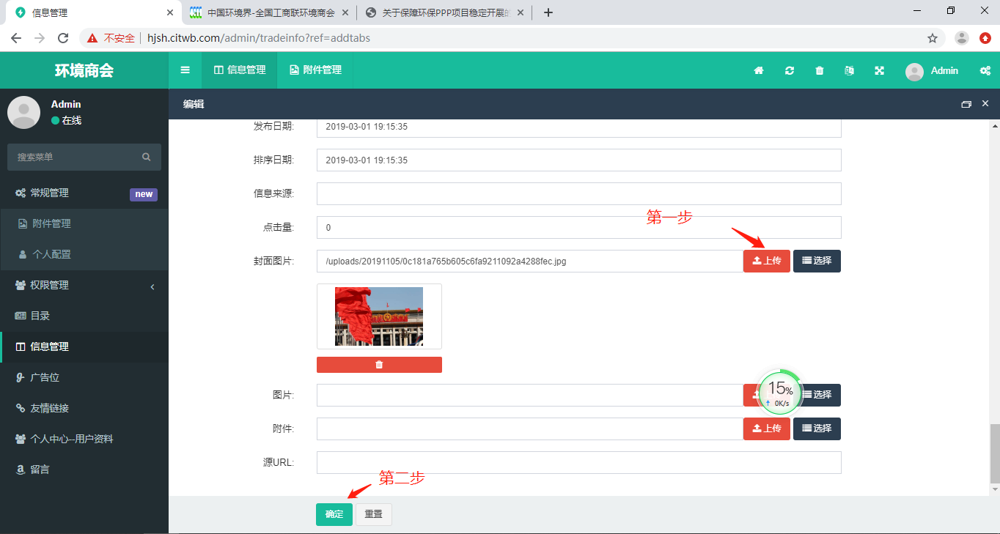 信息管理
中国环境界-全国工商联环境商会
关于保障环保PPP项目稳定开展的
不安全
hjsh.citwb.com/admin/tradeinfo?ref=addtabs
环境商会
信息管理
附件管理
Admin
Admin
在线
编辑
搜索菜单
常规管理
new
附件管理
个人配置
权限管理
目录
信息管理
广告位
友情链接
个人中心--用户资料
留言
发布日期:
2019-03-01 19:15:35
排序日期:
2019-03-01 19:15:35
信息来源:
第一步
点击量:
0
封面图片:
/uploads/20191105/0c181a765b605c6fa9211092a4288fec.jpg
上传
选择
图片:
15%
0K/s
选择
附件:
上传
选择
源URL:
第二步
确定
重置